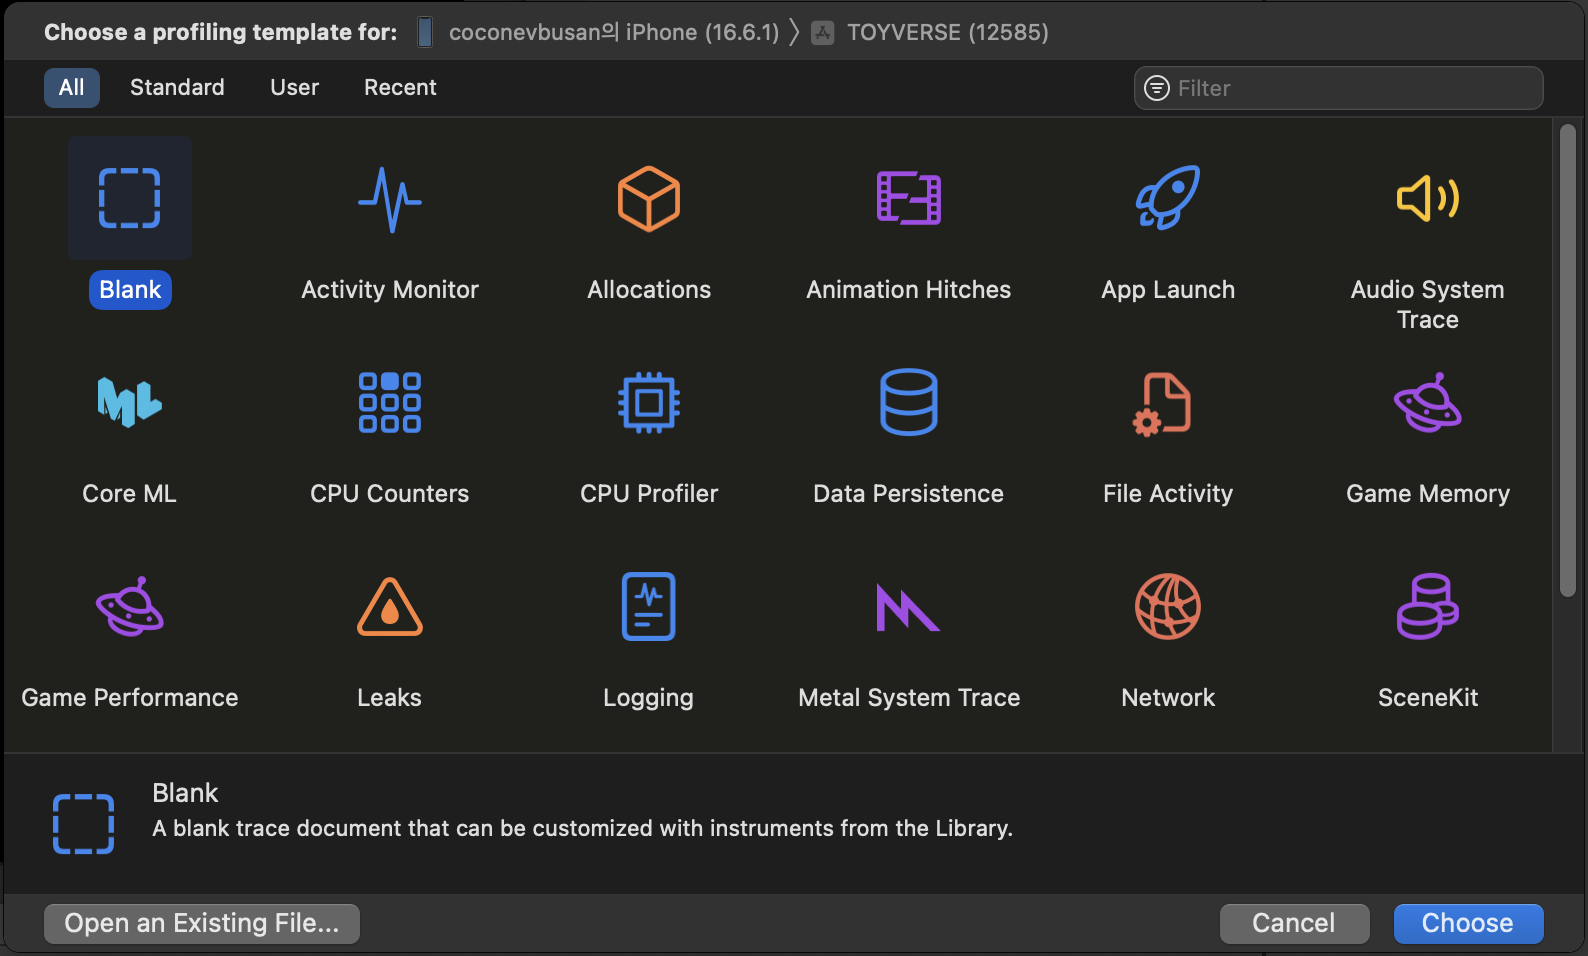 Choose a profiling template for: coconevbusan의 iPhone (16.6.1) TOYVERSE (12585)
All Standard User Recent Filter
Blank Activity Monitor Allocations Animation Hitches App Launch Audio System
Trace
Core ML CPU Counters CPU Profiler Data Persistence File Activity Game Memory
Game Performance Leaks Logging Metal System Trace Network SceneKit
Blank
A blank trace document that can be customized with instruments from the Library.
Open an Existing File... Cancel Choose